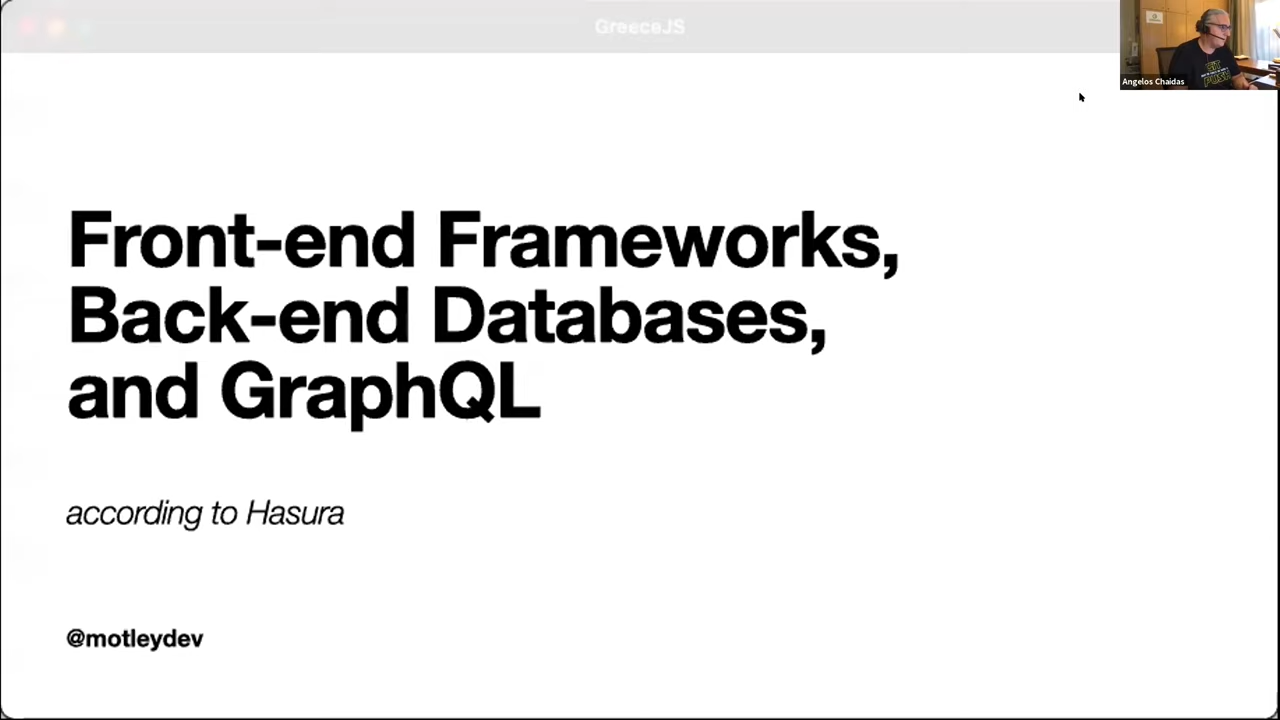 GreeceJS
Angelos Chaidas
Front-end Frameworks,
Back-end Databases,
and GraphQL
according to Hasura
@motleydev